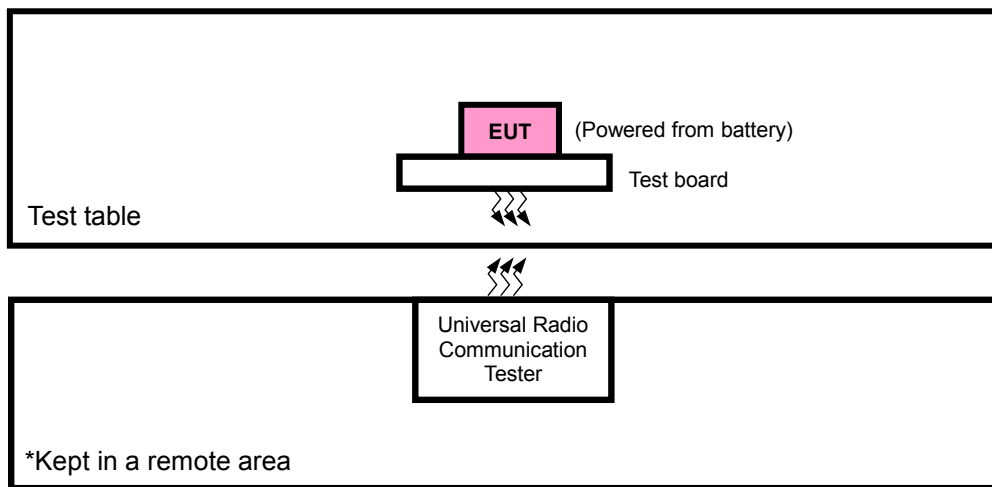 EUT
(Powered from battery)
Test board
Test table
Universal Radio
Communication
Tester
*Kept in a remote area